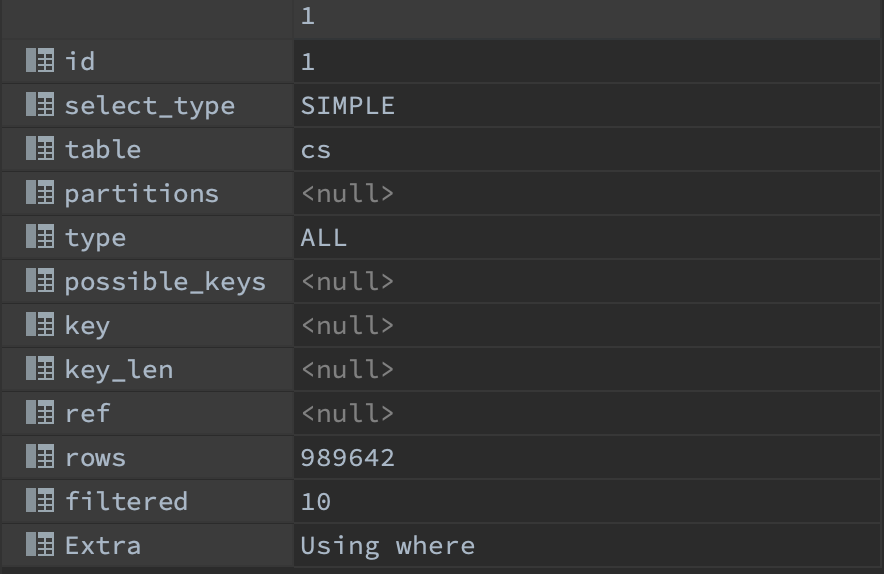 1
id 1
select_type SIMPLE
table cs
partitions <null>
type ALL
possible_keys <null>
key <null>
key_len <null>
ref <null>
rows 989642
filtered 10
Extra Using where